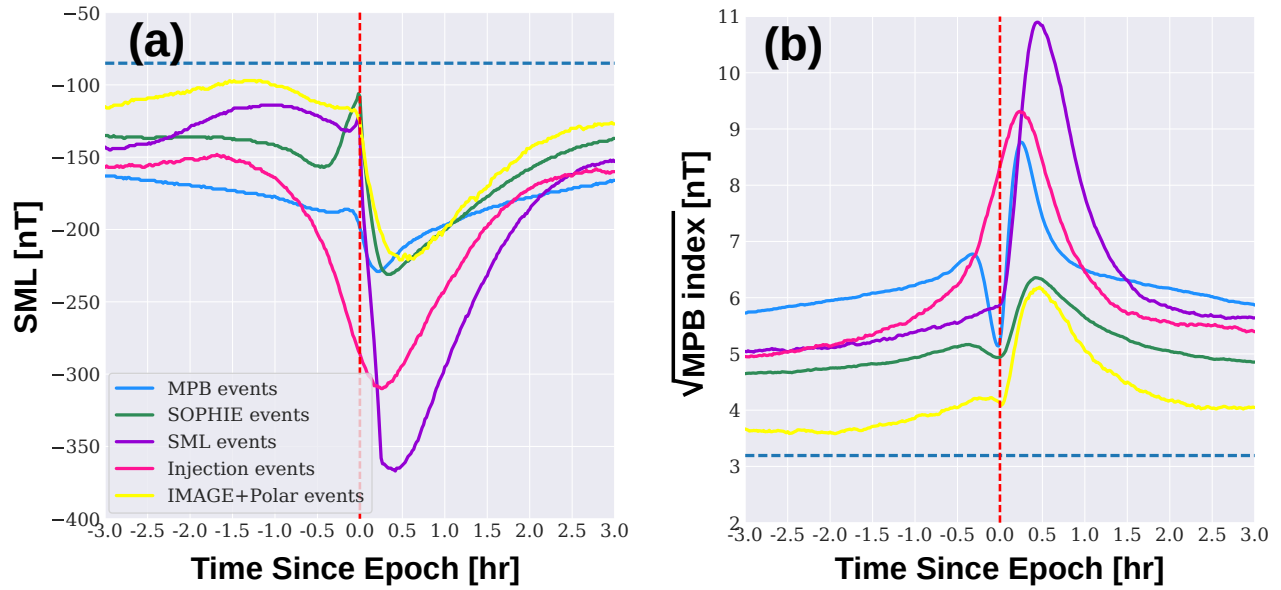 (a)
SML [nT]
−50
−100
−150
−200
−250
−300
−350
−400
MPB events
SOPHIE events
SML events
Injection events
IMAGE+Polar events
-3.0 -2.5 -2.0 -1.5 -1.0 -0.5 0.0 0.5 1.0 1.5 2.0 2.5 3.0
Time Since Epoch [hr]
(b)
√MPB index [nT]
11
10
9
8
7
6
5
4
3
2
-3.0 -2.5 -2.0 -1.5 -1.0 -0.5 0.0 0.5 1.0 1.5 2.0 2.5 3.0
Time Since Epoch [hr]